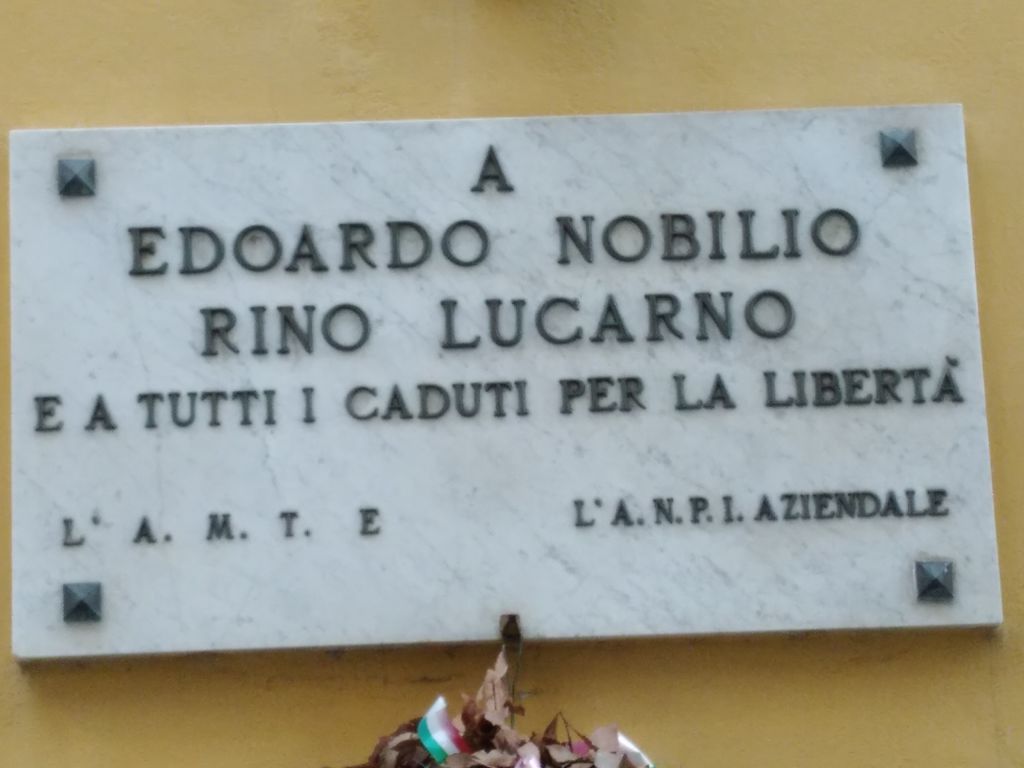 A
EDOARDO NOBILIO
RINO LUCARNO
E A TUTTI I CADUTI PER LA LIBERTÀ
L' A. M. T. E L'A.N.P.I. AZIENDALE